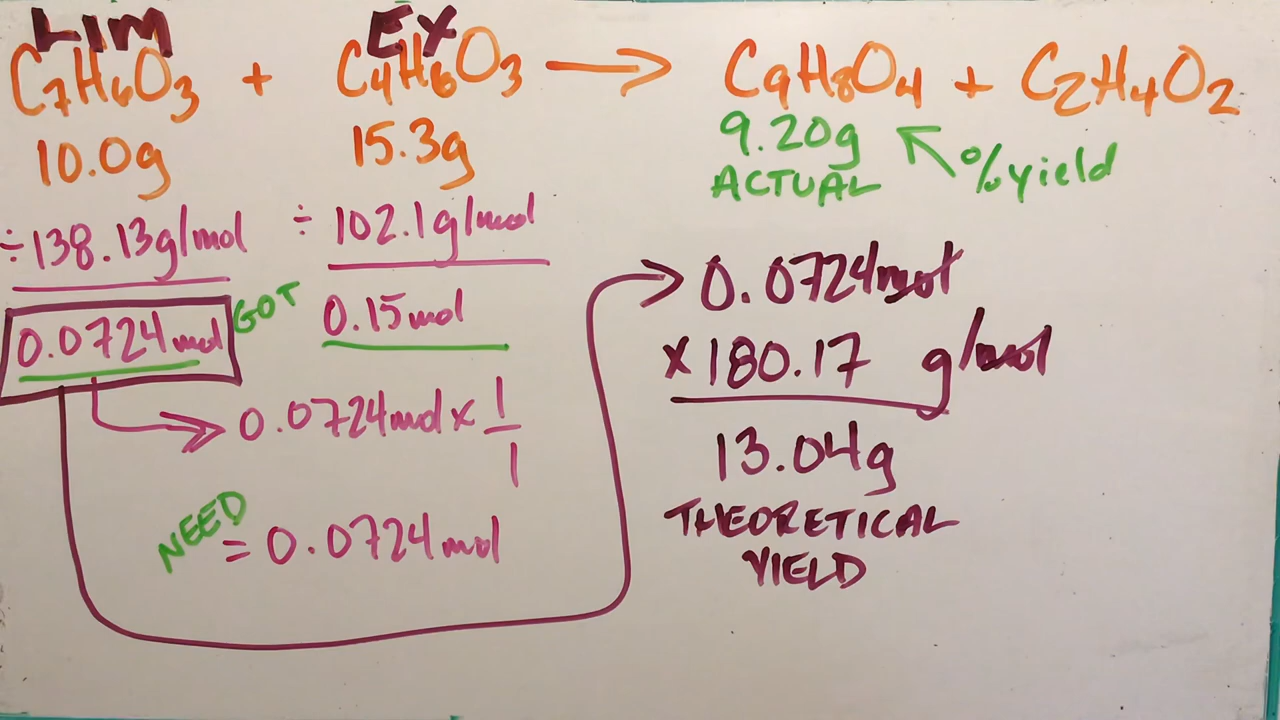 LIM EX
C7H6O3 + C4H6O3 → C9H8O4 + C2H4O2
10.0g 15.3g 9.20g
ACTUAL
%yield
÷138.13g/mol ÷ 102.1g/mol
0.0724mol GOT 0.15mol
0.0724mol x 1/1
NEED = 0.0724mol
0.0724mol
x180.17 g/mol
13.04g
THEORETICAL
YIELD